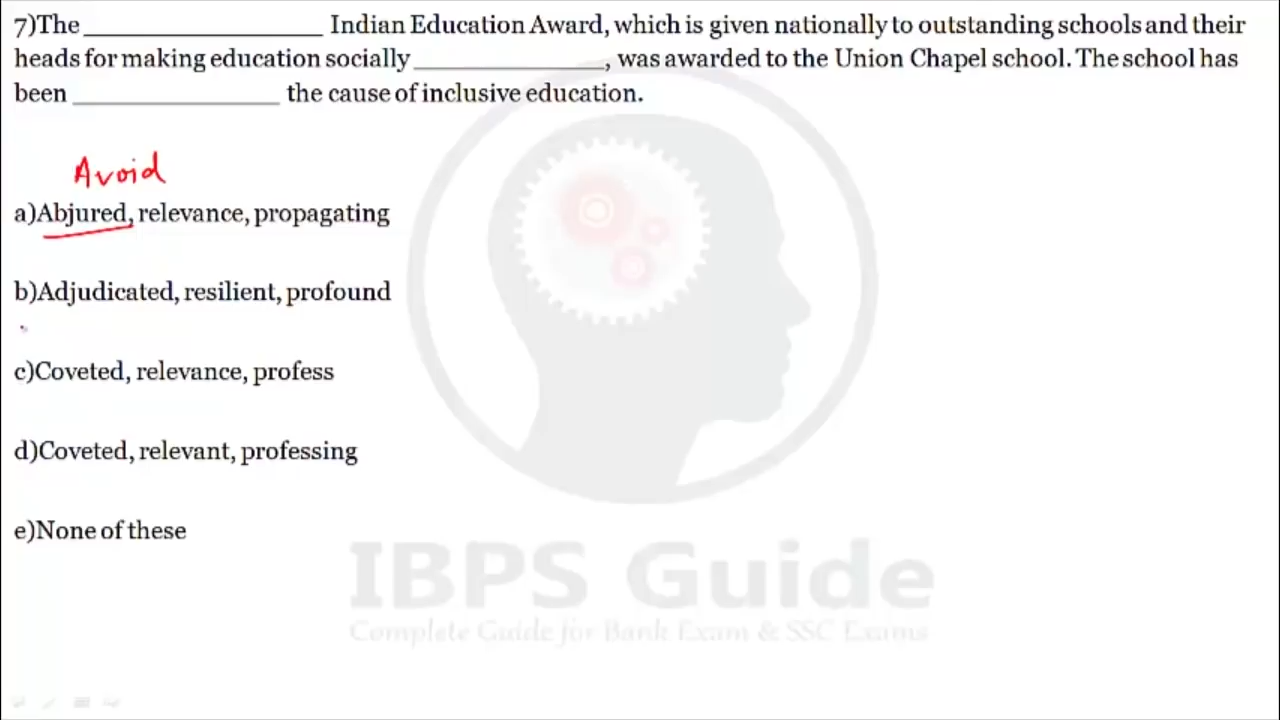 7)The ____________________ Indian Education Award, which is given nationally to outstanding schools and their
heads for making education socially ________________, was awarded to the Union Chapel school. The school has
been _________________ the cause of inclusive education.
Avoid
a)Abjured, relevance, propagating
b)Adjudicated, resilient, profound
c)Coveted, relevance, profess
d)Coveted, relevant, professing
e)None of these
IBPS Guide
Complete Guide for Bank Exam & SSC Exams